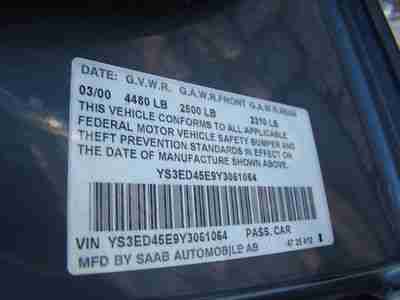 DATE: G.V.W.R. G.A.W.R.FRONT G.A.W.R.REAR
03/00 4480 LB 2500 LB 2310 LB
THIS VEHICLE CONFORMS TO ALL APPLICABLE
FEDERAL MOTOR VEHICLE SAFETY BUMPER AND
THEFT PREVENTION STANDARDS IN EFFECT ON
THE DATE OF MANUFACTURE SHOWN ABOVE.
YS3ED45E9Y3061064
VIN YS3ED45E9Y3061064 PASS. CAR
MFD BY SAAB AUTOMOBILE AB